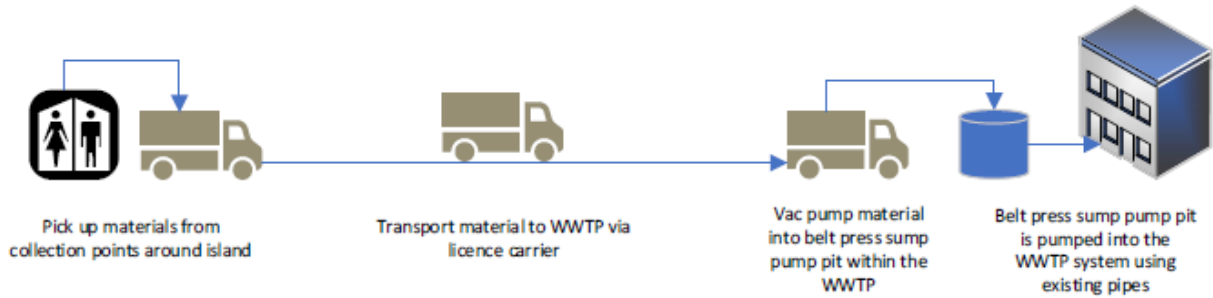 Pick up materials from
collection points around island
Transport material to WWTP via
licence carrier
Vac pump material
into belt press sump
pump pit within the
WWTP
Belt press sump pump pit
is pumped into the
WWTP system using
existing pipes